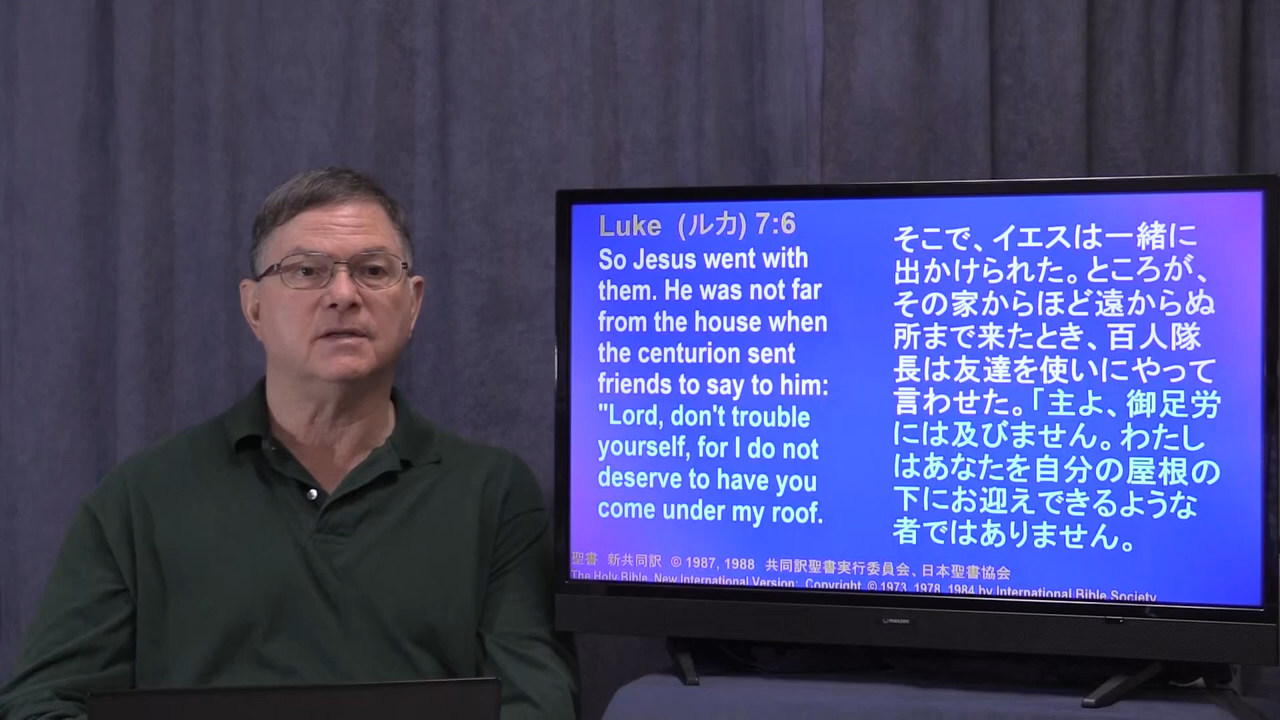 Luke (ルカ) 7:6
So Jesus went with
them. He was not far
from the house when
the centurion sent
friends to say to him:
"Lord, don't trouble
yourself, for I do not
deserve to have you
come under my roof.
そこで、イエスは一緒に
出かけられた。ところが、
その家からほど遠からぬ
所まで来たとき、百人隊
長は友達を使いにやって
言わせた。「主よ、御足労
には及びません。わたし
はあなたを自分の屋根の
下にお迎えできるような
者ではありません。
聖書 新共同訳 © 1987, 1988 共同訳聖書実行委員会、日本聖書協会
The Holy Bible, New International Version; Copyright © 1973, 1978, 1984 by International Bible Society